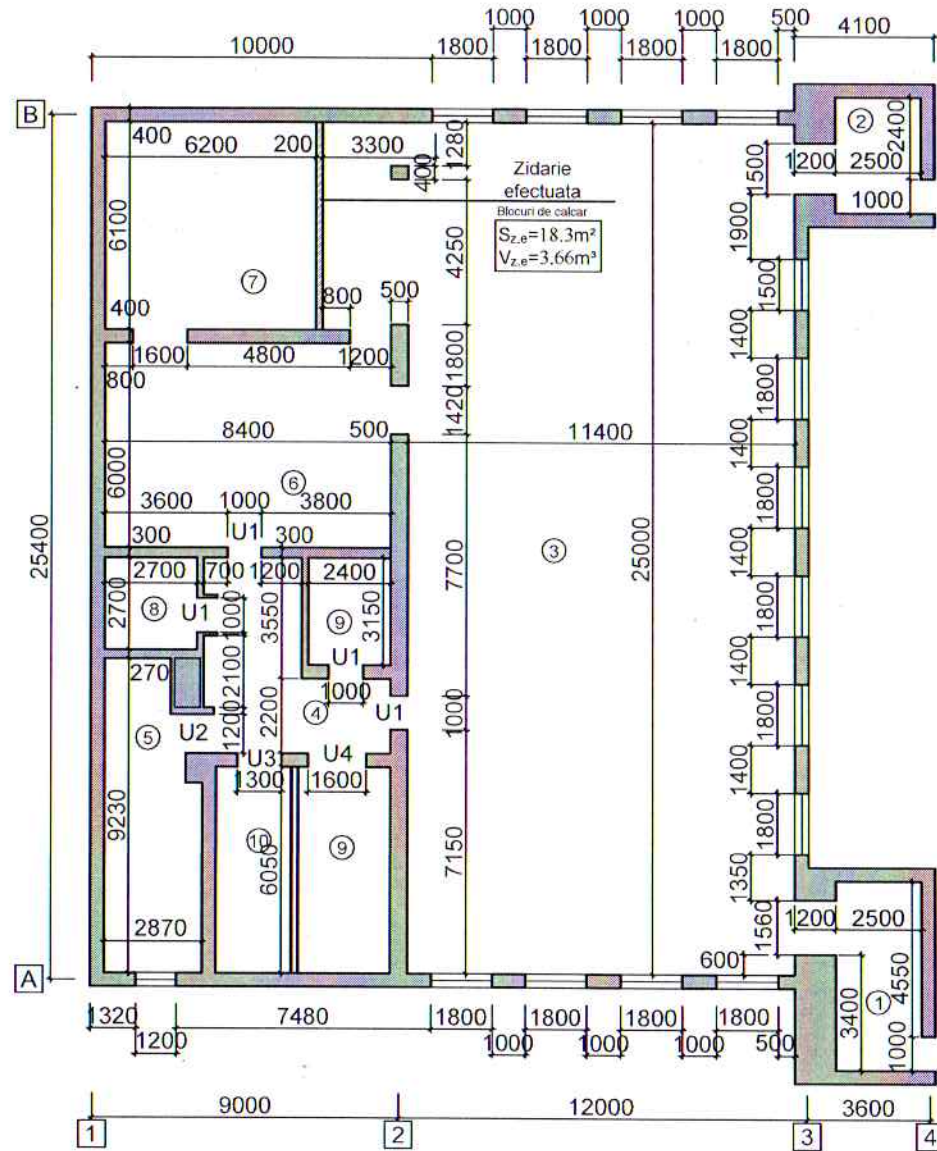 1000 1000 1000 500
10000 1800 1800 1800 1800 4100
B
400
6200 200 3300
1280
400
1500
2
1200 2500
2400
1000
Zidarie
efectuata
Blocuri de calcar
Sz.e=18.3m²
Vz.e=3.66m³
6100
4250
1900
7
800 500
1500
400
1600 4800 1200
1400
800
1800
1800
1420
8400 500 11400
1400
6000
6
3600 1000 3800
1800
25400
U1
300 300
3
25000
7700
1400
2700 700 1200 2400
2700
8
U1
1000
3550
9
3150
1800
U1
270
2100
1000
1400
4
U1
1000
1800
5
U2
1200
2200
U3 U4
1300 1600
1400
9230
10
6050
9
7150
1800
1350
2870
1560
1200 2500
600
A
3400
1
4550
1000
1320 7480 1800 1800 1800 1800
1200 1000 1000 1000 500
9000 12000 3600
1 2 3 4